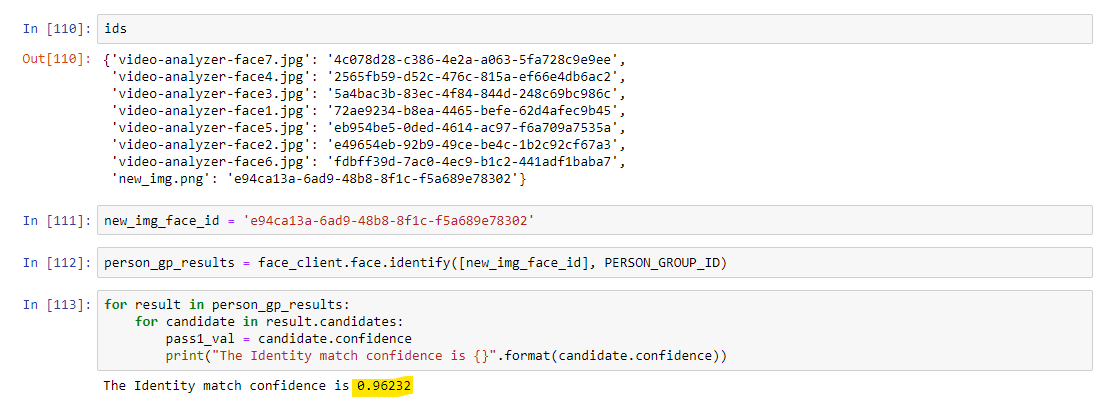 In [110]: ids
Out[110]: {'video-analyzer-face7.jpg': '4c078d28-c386-4e2a-a063-5fa728c9e9ee',
'video-analyzer-face4.jpg': '2565fb59-d52c-476c-815a-ef66e4db6ac2',
'video-analyzer-face3.jpg': '5a4bac3b-83ec-4f84-844d-248c69bc986c',
'video-analyzer-face1.jpg': '72ae9234-b8ea-4465-befe-62d4afec9b45',
'video-analyzer-face5.jpg': 'eb954be5-0ded-4614-ac97-f6a709a7535a',
'video-analyzer-face2.jpg': 'e49654eb-92b9-49ce-be4c-1b2c92cf67a3',
'video-analyzer-face6.jpg': 'fdbff39d-7ac0-4ec9-b1c2-441adf1baba7',
'new_img.png': 'e94ca13a-6ad9-48b8-8f1c-f5a689e78302'}
In [111]: new_img_face_id = 'e94ca13a-6ad9-48b8-8f1c-f5a689e78302'
In [112]: person_gp_results = face_client.face.identify([new_img_face_id], PERSON_GROUP_ID)
In [113]: for result in person_gp_results:
for candidate in result.candidates:
pass1_val = candidate.confidence
print("The Identity match confidence is {}".format(candidate.confidence))
The Identity match confidence is 0.96232